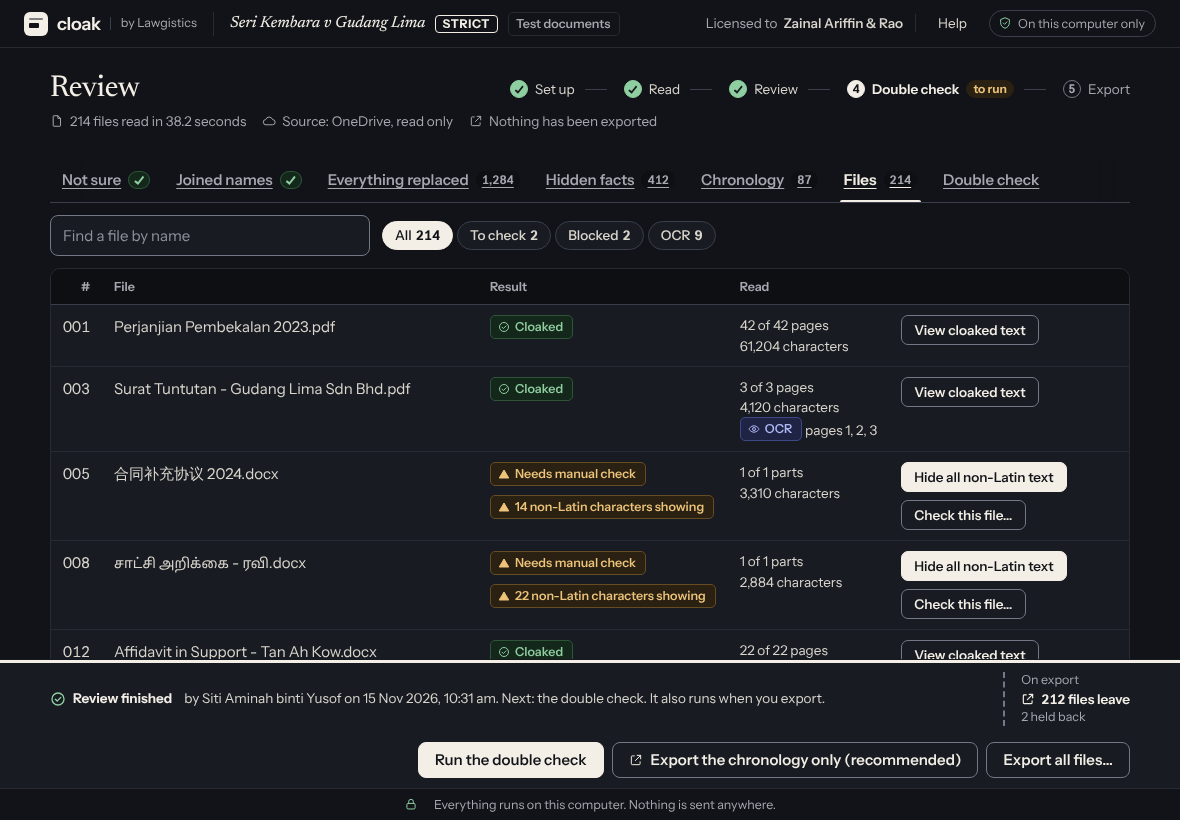 cloak by Lawgistics Seri Kembara v Gudang Lima STRICT Test documents Licensed to Zainal Ariffin & Rao Help On this computer only
Review
Set up Read Review 4 Double check to run 5 Export
214 files read in 38.2 seconds Source: OneDrive, read only Nothing has been exported
Not sure Joined names Everything replaced 1,284 Hidden facts 412 Chronology 87 Files 214 Double check
Find a file by name All 214 To check 2 Blocked 2 OCR 9
# File Result Read
001 Perjanjian Pembekalan 2023.pdf Cloaked 42 of 42 pages View cloaked text
61,204 characters
003 Surat Tuntutan - Gudang Lima Sdn Bhd.pdf Cloaked 3 of 3 pages View cloaked text
4,120 characters
OCR pages 1, 2, 3
005 合同补充协议 2024.docx Needs manual check 1 of 1 parts Hide all non-Latin text
14 non-Latin characters showing 3,310 characters
Check this file...
008 சாட்சி அறிக்கை - ரவி.docx Needs manual check 1 of 1 parts Hide all non-Latin text
22 non-Latin characters showing 2,884 characters
Check this file...
012 Affidavit in Support - Tan Ah Kow.docx Cloaked 22 of 22 pages View cloaked text
Review finished by Siti Aminah binti Yusof on 15 Nov 2026, 10:31 am. Next: the double check. It also runs when you export.
On export
212 files leave
2 held back
Run the double check Export the chronology only (recommended) Export all files...
Everything runs on this computer. Nothing is sent anywhere.